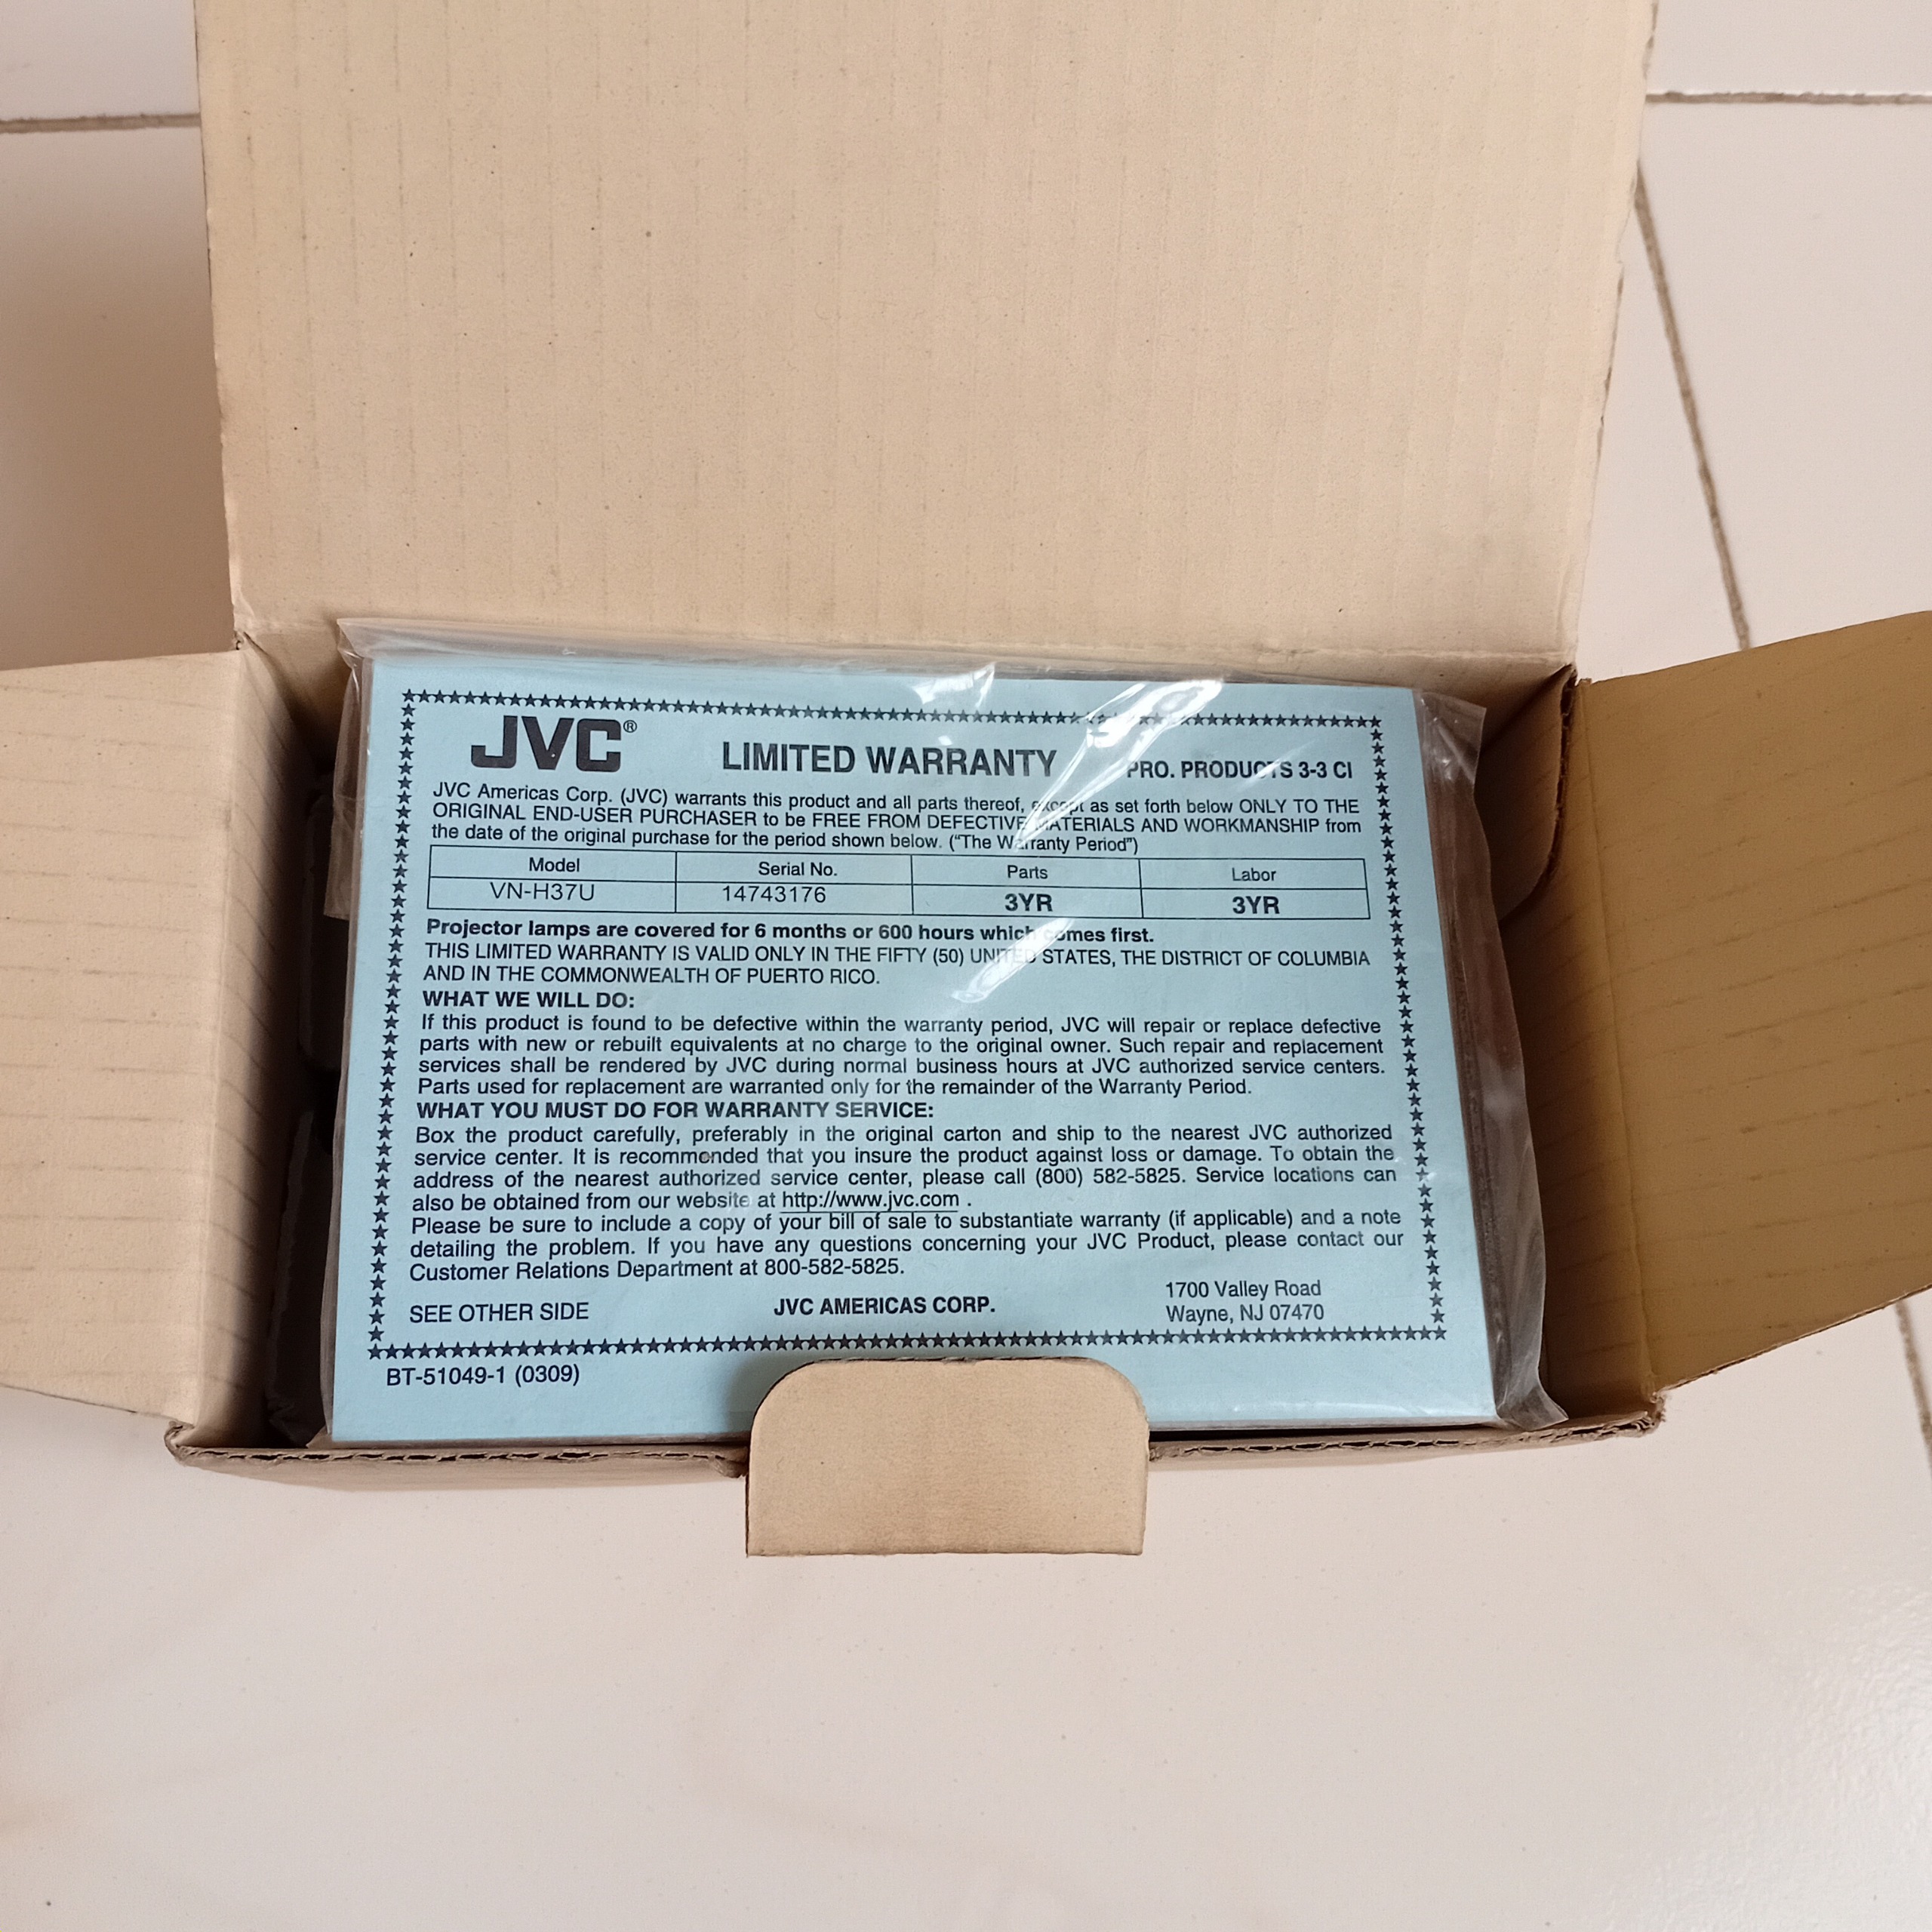 JVC®
LIMITED WARRANTY
PRO. PRODUCTS 3-3 CI
JVC Americas Corp. (JVC) warrants this product and all parts thereof, except as set forth below ONLY TO THE
ORIGINAL END-USER PURCHASER to be FREE FROM DEFECTIVE MATERIALS AND WORKMANSHIP from
the date of the original purchase for the period shown below. (“The Warranty Period”)
Model Serial No. Parts Labor
VN-H37U 14743176 3YR 3YR
Projector lamps are covered for 6 months or 600 hours which comes first.
THIS LIMITED WARRANTY IS VALID ONLY IN THE FIFTY (50) UNITED STATES, THE DISTRICT OF COLUMBIA
AND IN THE COMMONWEALTH OF PUERTO RICO.
WHAT WE WILL DO:
If this product is found to be defective within the warranty period, JVC will repair or replace defective
parts with new or rebuilt equivalents at no charge to the original owner. Such repair and replacement
services shall be rendered by JVC during normal business hours at JVC authorized service centers.
Parts used for replacement are warranted only for the remainder of the Warranty Period.
WHAT YOU MUST DO FOR WARRANTY SERVICE:
Box the product carefully, preferably in the original carton and ship to the nearest JVC authorized
service center. It is recommended that you insure the product against loss or damage. To obtain the
address of the nearest authorized service center, please call (800) 582-5825. Service locations can
also be obtained from our website at http://www.jvc.com .
Please be sure to include a copy of your bill of sale to substantiate warranty (if applicable) and a note
detailing the problem. If you have any questions concerning your JVC Product, please contact our
Customer Relations Department at 800-582-5825.
SEE OTHER SIDE
JVC AMERICAS CORP.
1700 Valley Road
Wayne, NJ 07470
BT-51049-1 (0309)